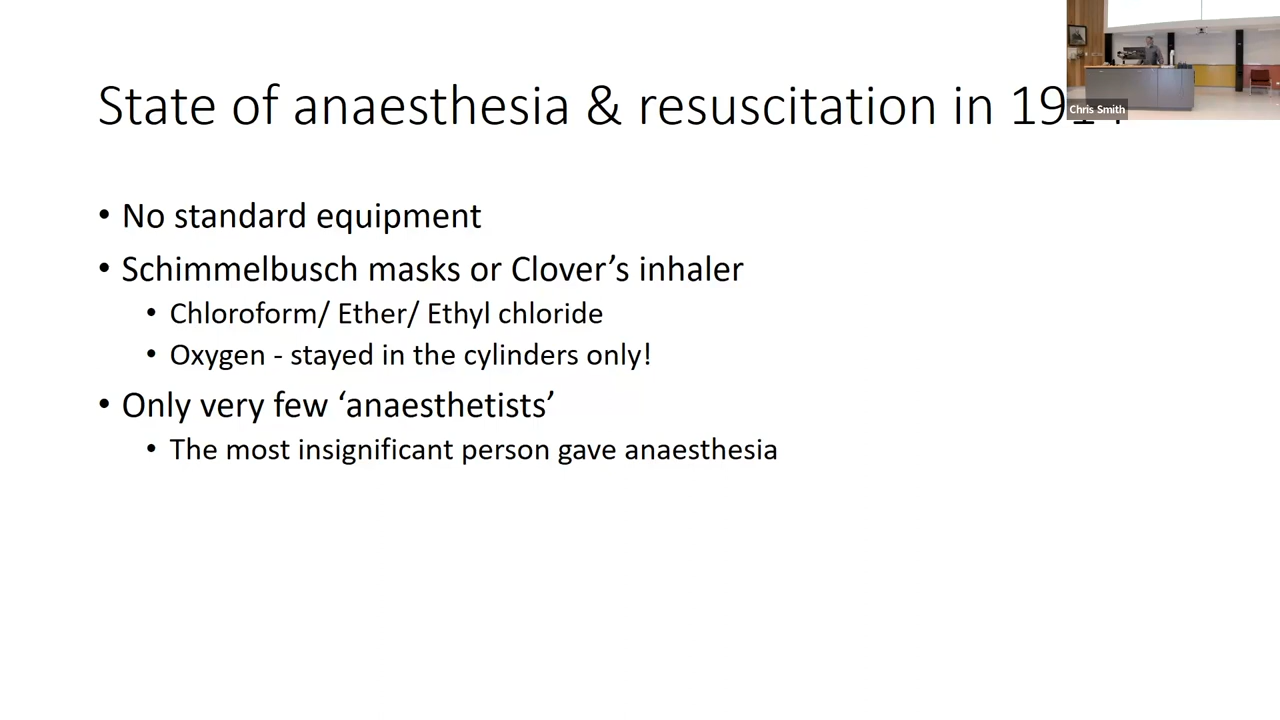 State of anaesthesia & resuscitation in
Chris Smith
• No standard equipment
• Schimmelbusch masks or Clover’s inhaler
• Chloroform/ Ether/ Ethyl chloride
• Oxygen - stayed in the cylinders only!
• Only very few ‘anaesthetists’
• The most insignificant person gave anaesthesia